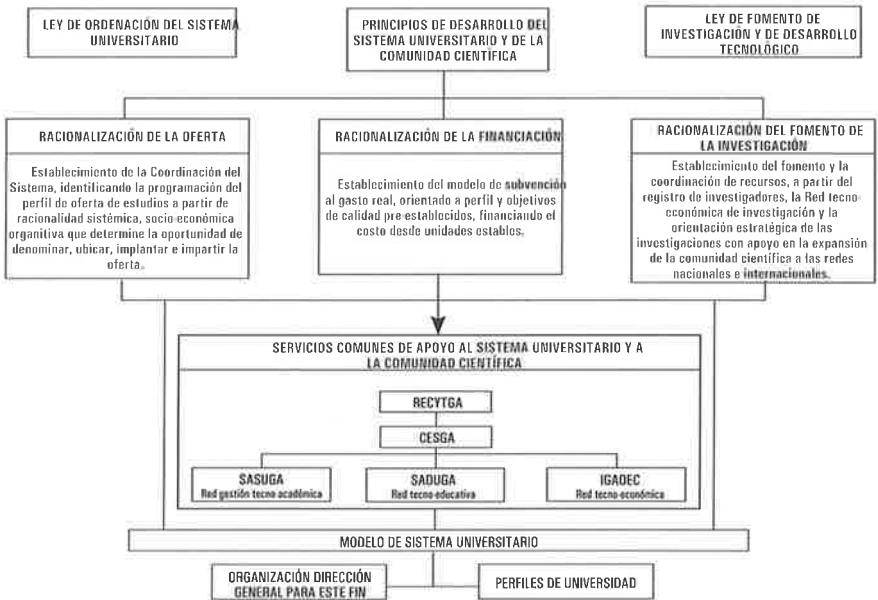 LEY DE ORDENACIÓN DEL SISTEMA
UNIVERSITARIO
PRINCIPIOS DE DESARROLLO DEL
SISTEMA UNIVERSITARIO Y DE LA
COMUNIDAD CIENTÍFICA
LEY DE FOMENTO DE
INVESTIGACIÓN Y DE DESARROLLO
TECNOLÓGICO
RACIONALIZACIÓN DE LA OFERTA
Establecimiento de la Coordinación del
Sistema, identificando la programación del
perfil de oferta de estudios a partir de
racionalidad sistémica, socio-económica
organitiva que determine la oportunidad de
denominar, ubicar, implantar e impartir la
oferta.
RACIONALIZACIÓN DE LA FINANCIACIÓN
Establecimiento del modelo de subvención
al gasto real, orientado a perfil y objetivos
de calidad pre-establecidos, financiando el
costo desde unidades establos.
RACIONALIZACIÓN DEL FOMENTO DE
LA INVESTIGACIÓN
Establecimiento del fomento y la
coordinación de recursos, a partir del
registro de investigadores, la Red tecno-
económica de investigación y la
orientación estratégica de las
investigaciones con apoyo en la expansión
de la comunidad científica a las redes
nacionales e internacionales.
SERVICIOS COMUNES DE APOYO AL SISTEMA UNIVERSITARIO Y A
LA COMUNIDAD CIENTÍFICA
RECYTGA
CESGA
SASUGA
Red gestión tecno académica
SADUGA
Red tecno-educativa
IGADEC
Red tecno-económica
MODELO DE SISTEMA UNIVERSITARIO
ORGANIZACIÓN DIRECCIÓN
GENERAL PARA ESTE FIN
PERFILES DE UNIVERSIDAD